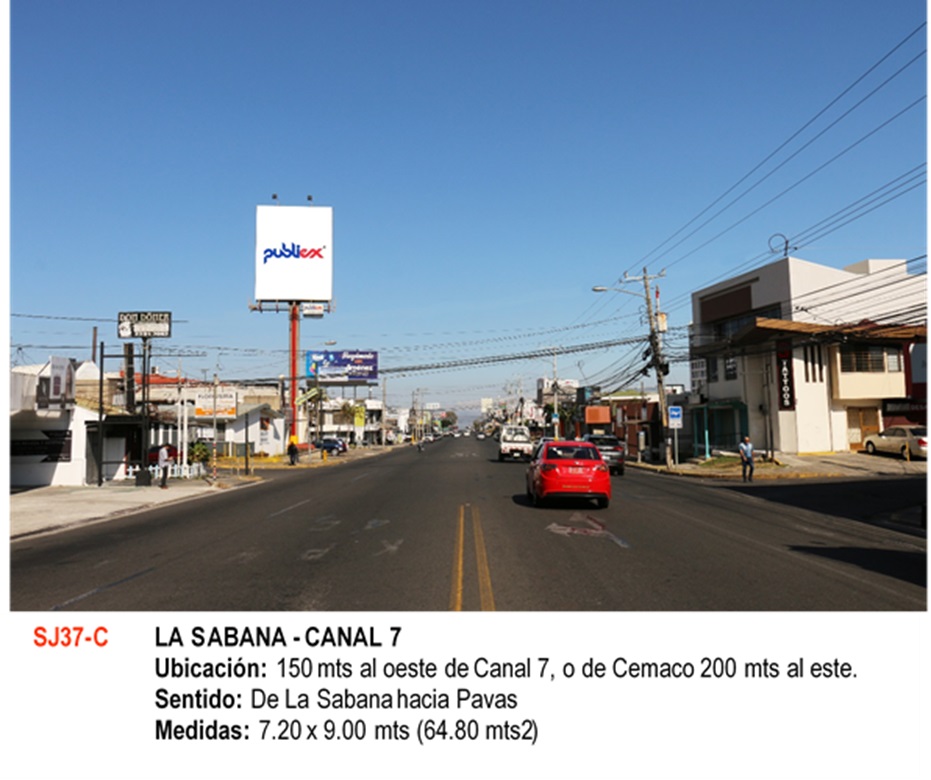 publiex
DON DÖNER
TATTOOS
SJ37-C LA SABANA - CANAL 7
Ubicación: 150 mts al oeste de Canal 7, o de Cemaco 200 mts al este.
Sentido: De La Sabana hacia Pavas
Medidas: 7.20 x 9.00 mts (64.80 mts2)